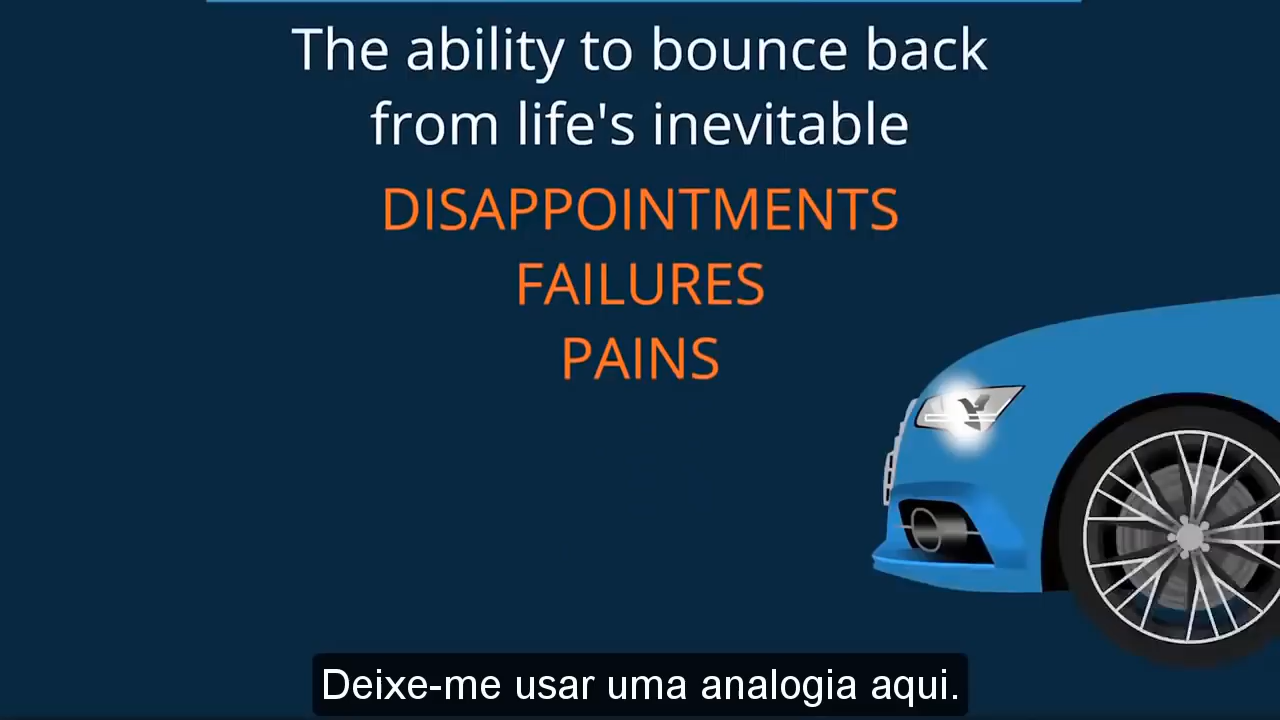 The ability to bounce back
from life's inevitable
DISAPPOINTMENTS
FAILURES
PAINS
Deixe-me usar uma analogia aqui.